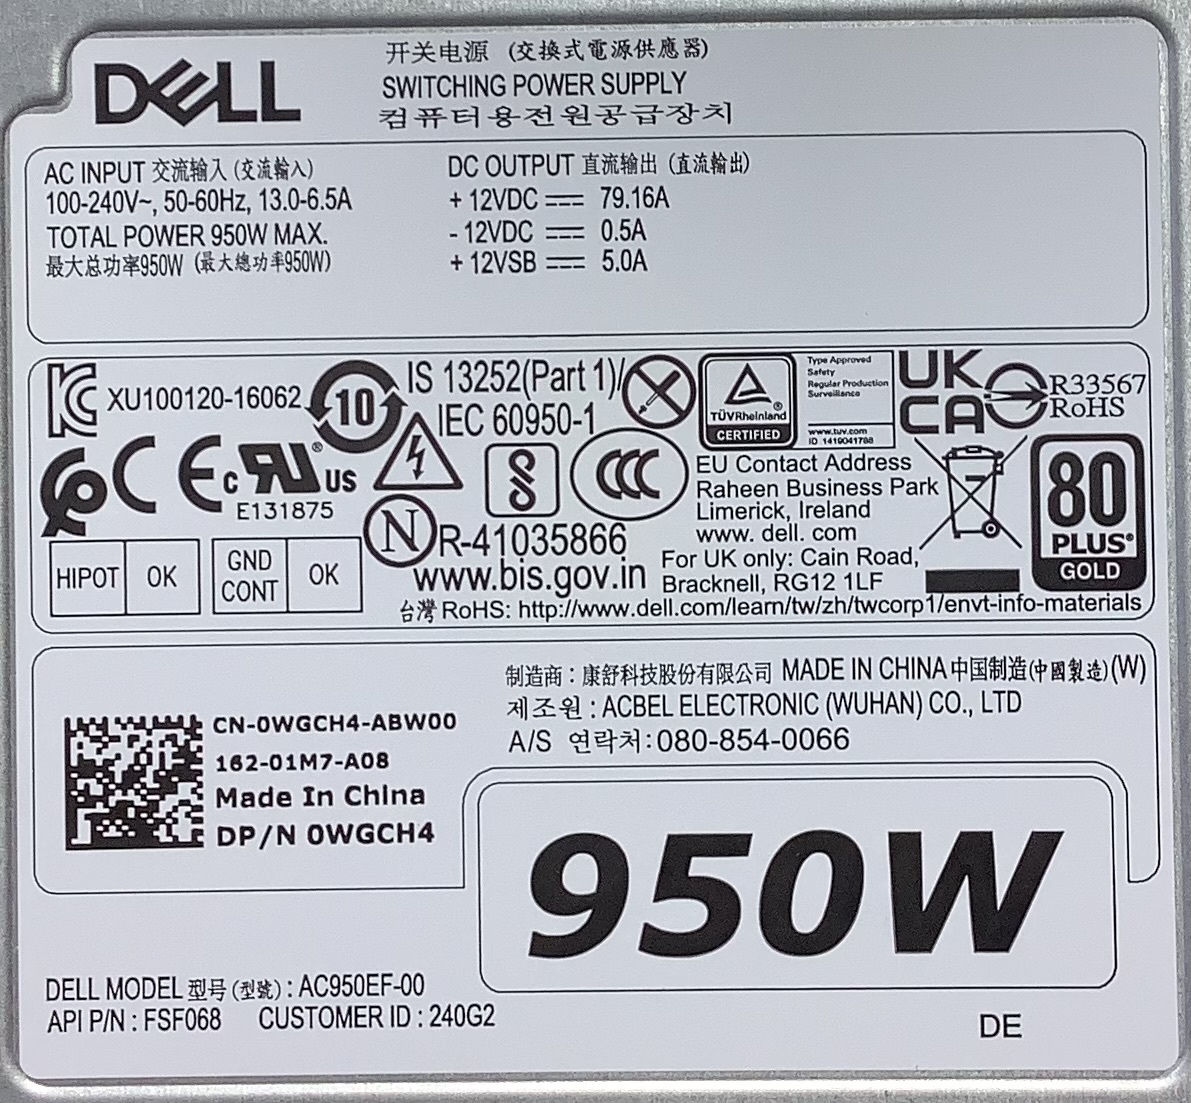 DELL
开关电源 (交換式電源供應器)
SWITCHING POWER SUPPLY
컴퓨터용전원공급장치
AC INPUT 交流输入 (交流輸入)
100-240V~, 50-60Hz, 13.0-6.5A
TOTAL POWER 950W MAX.
最大总功率950W (最大總功率950W)
DC OUTPUT 直流输出 (直流輸出)
+ 12VDC ⎓ 79.16A
- 12VDC ⎓ 0.5A
+ 12VSB ⎓ 5.0A
KC XU100120-16062
10
IS 13252(Part 1)/
IEC 60950-1
TÜVRheinland®
CERTIFIED
Type Approved
Safety
Regular Production
Surveillance
www.tuv.com
ID 1419041788
UK
CA
R33567
RoHS
CE
c RU® US
E131875
CCC
EU Contact Address
Raheen Business Park
Limerick, Ireland
www. dell. com
For UK only: Cain Road,
Bracknell, RG12 1LF
80
PLUS®
GOLD
N R-41035866
www.bis.gov.in
HIPOT OK
GND CONT OK
台灣 RoHS: http://www.dell.com/learn/tw/zh/twcorp1/envt-info-materials
制造商 : 康舒科技股份有限公司 MADE IN CHINA 中国制造(中國製造)(W)
제조원 : ACBEL ELECTRONIC (WUHAN) CO., LTD
A/S 연락처:080-854-0066
CN-0WGCH4-ABW00
162-01M7-A08
Made In China
DP/N 0WGCH4
950W
DELL MODEL 型号 (型號) : AC950EF-00
API P/N : FSF068 CUSTOMER ID : 240G2
DE